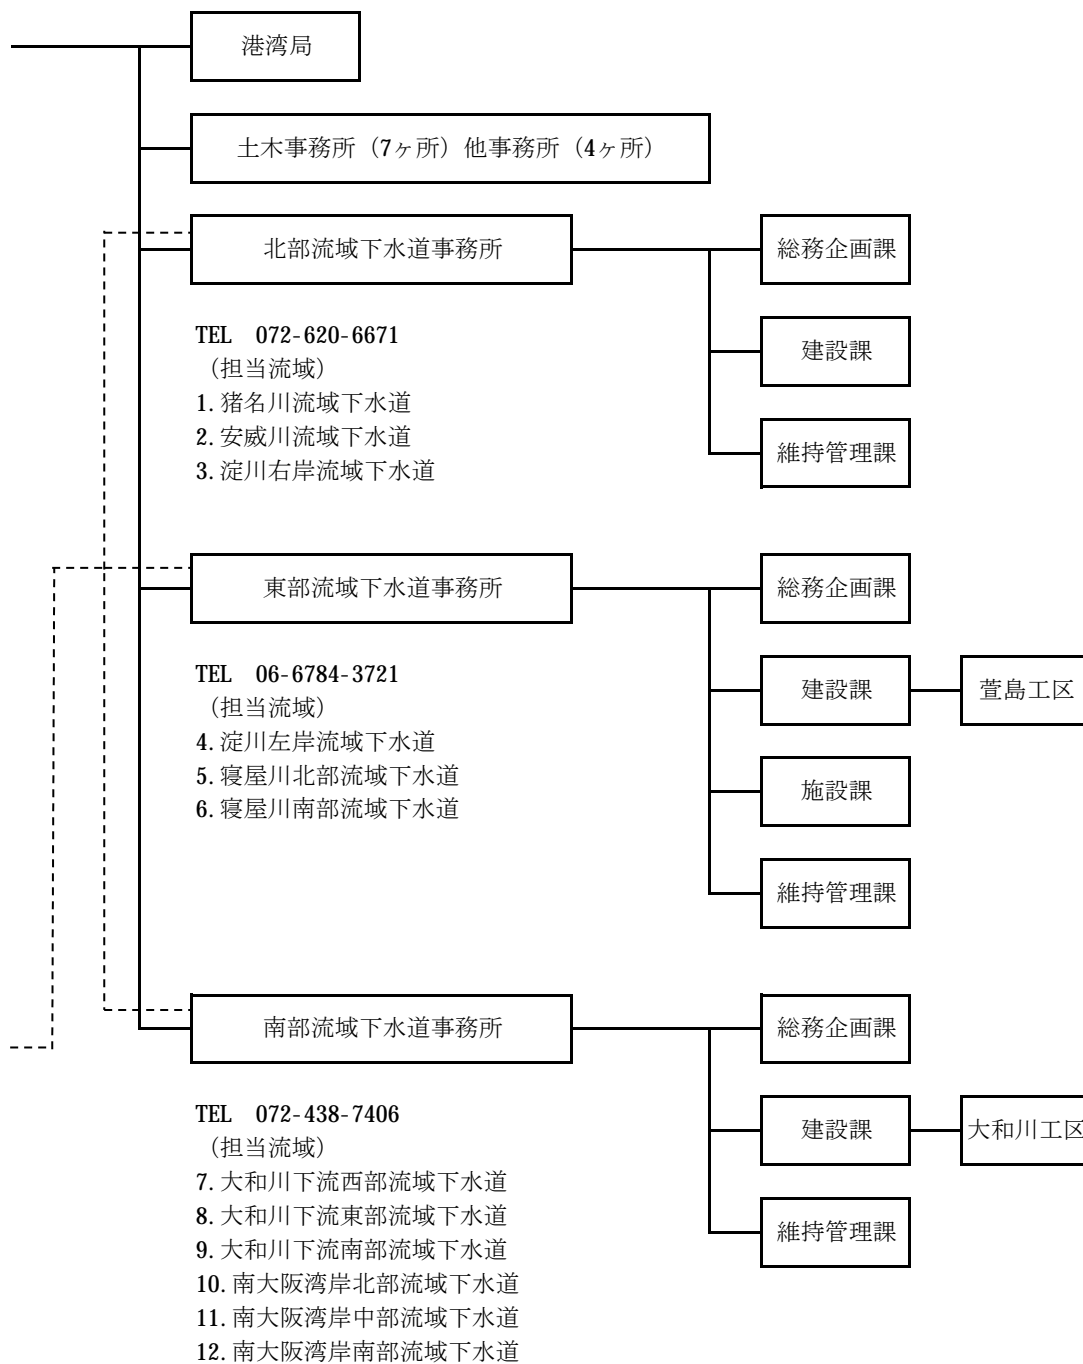 港湾局
土木事務所（7ヶ所）他事務所（4ヶ所）
北部流域下水道事務所
総務企画課
建設課
維持管理課
TEL　072-620-6671
（担当流域）
1. 猪名川流域下水道
2. 安威川流域下水道
3. 淀川右岸流域下水道
東部流域下水道事務所
総務企画課
建設課
萱島工区
施設課
維持管理課
TEL　06-6784-3721
（担当流域）
4. 淀川左岸流域下水道
5. 寝屋川北部流域下水道
6. 寝屋川南部流域下水道
南部流域下水道事務所
総務企画課
建設課
大和川工区
維持管理課
TEL　072-438-7406
（担当流域）
7. 大和川下流西部流域下水道
8. 大和川下流東部流域下水道
9. 大和川下流南部流域下水道
10. 南大阪湾岸北部流域下水道
11. 南大阪湾岸中部流域下水道
12. 南大阪湾岸南部流域下水道